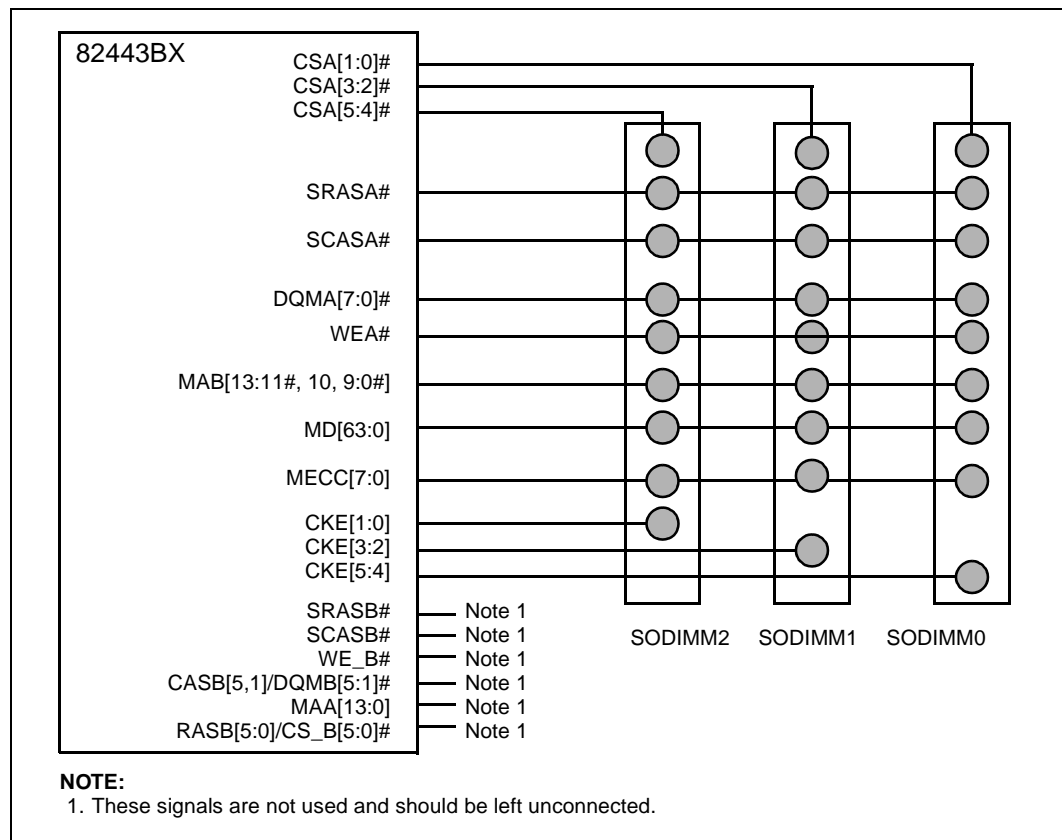 82443BX
CSA[1:0]#
CSA[3:2]#
CSA[5:4]#
SRASA#
SCASA#
DQMA[7:0]#
WEA#
MAB[13:11#, 10, 9:0#]
MD[63:0]
MECC[7:0]
CKE[1:0]
CKE[3:2]
CKE[5:4]
SRASB# Note 1
SCASB# Note 1
WE_B# Note 1
CASB[5,1]/DQMB[5:1]# Note 1
MAA[13:0] Note 1
RASB[5:0]/CS_B[5:0]# Note 1
SODIMM2 SODIMM1 SODIMM0
NOTE:
1. These signals are not used and should be left unconnected.